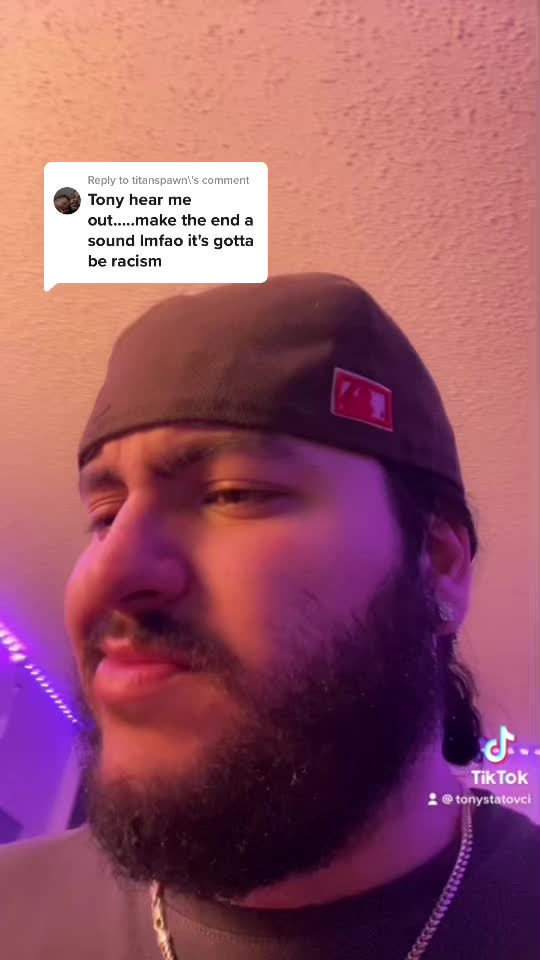 Reply to titanspawn\'s comment
Tony hear me
out.....make the end a
sound lmfao it's gotta
be racism
TikTok
@tonystatovci